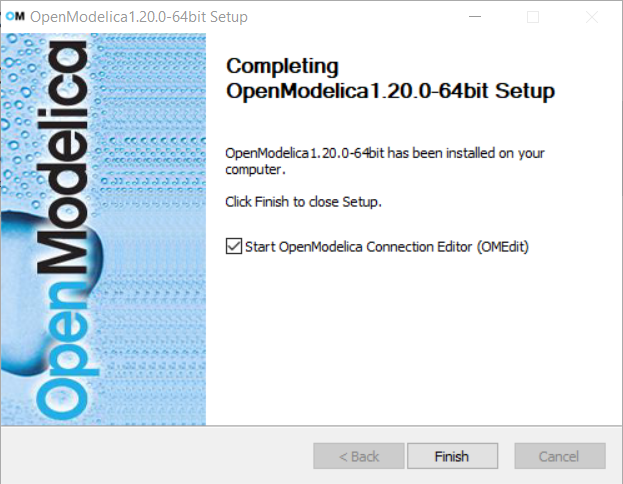 OM OpenModelica1.20.0-64bit Setup
OpenModelica
Completing
OpenModelica1.20.0-64bit Setup
OpenModelica1.20.0-64bit has been installed on your
computer.
Click Finish to close Setup.
Start OpenModelica Connection Editor (OMEdit)
< Back
Finish
Cancel